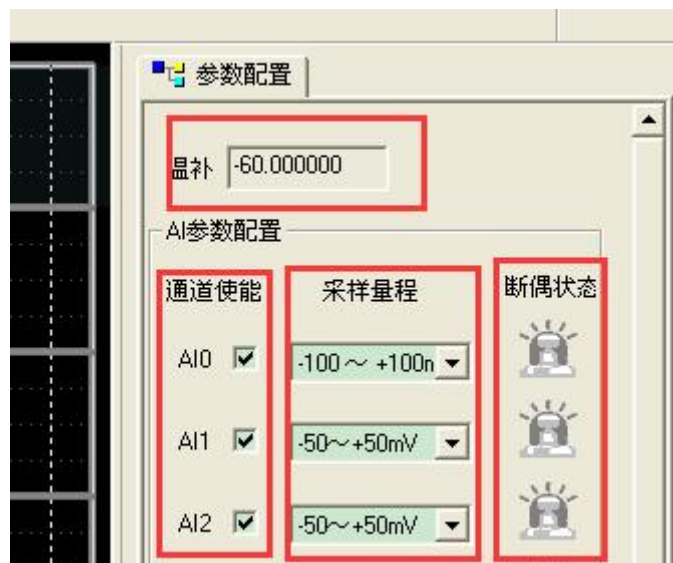 参数配置
温补 -60.000000
AI参数配置
通道使能 采样量程 断偶状态
AI0 -100～ +100n
AI1 -50～+50mV
AI2 -50～+50mV